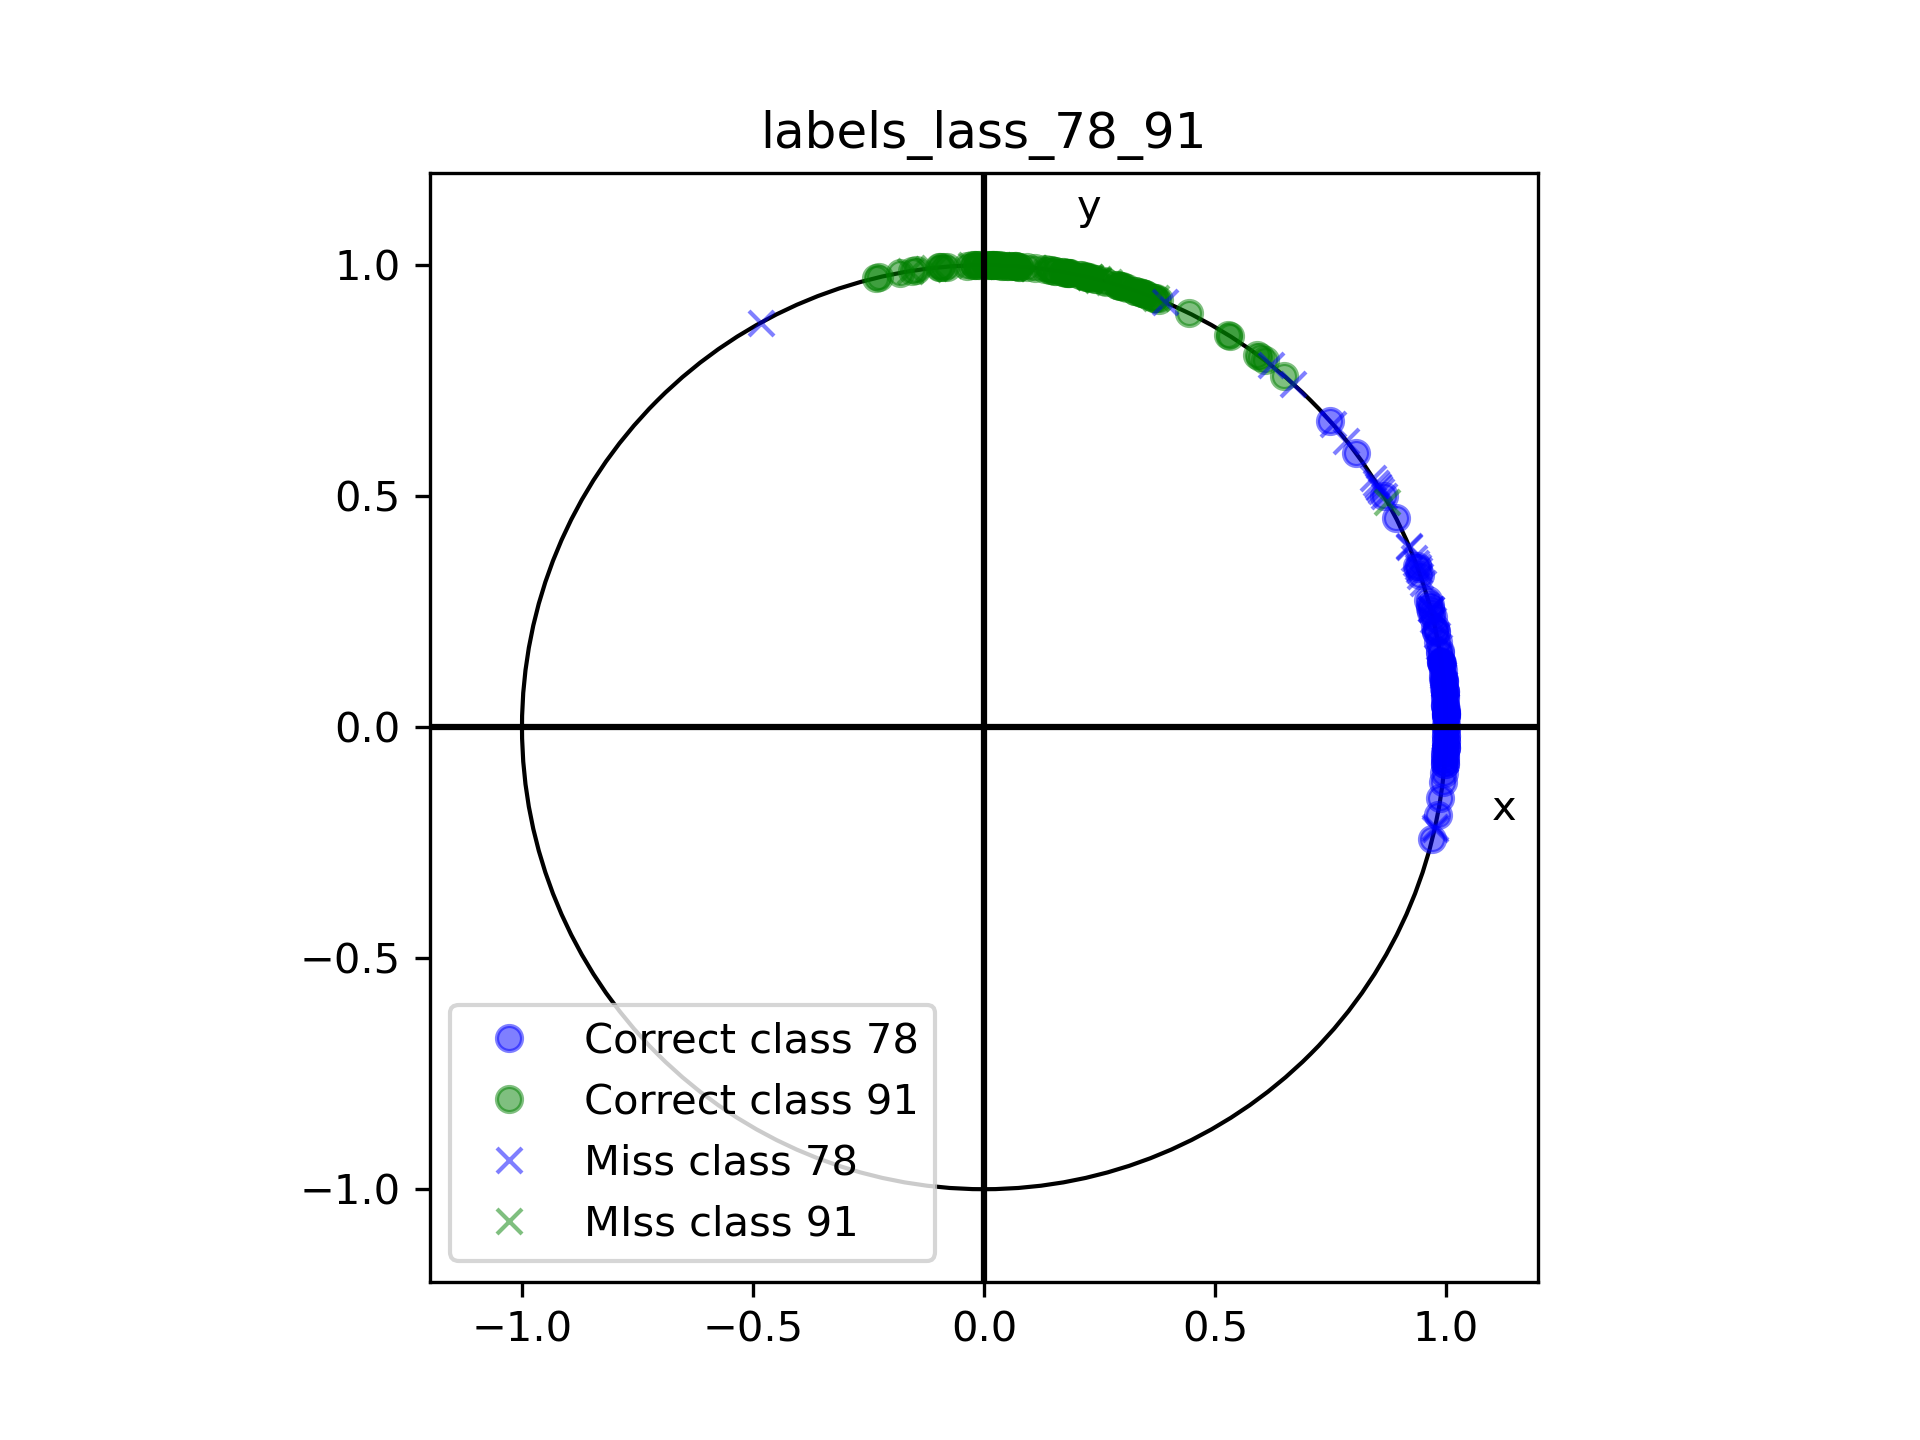 labels_lass_78_91
y
1.0
0.5
0.0
x
−0.5
−1.0
Correct class 78
Correct class 91
Miss class 78
MIss class 91
−1.0 −0.5 0.0 0.5 1.0